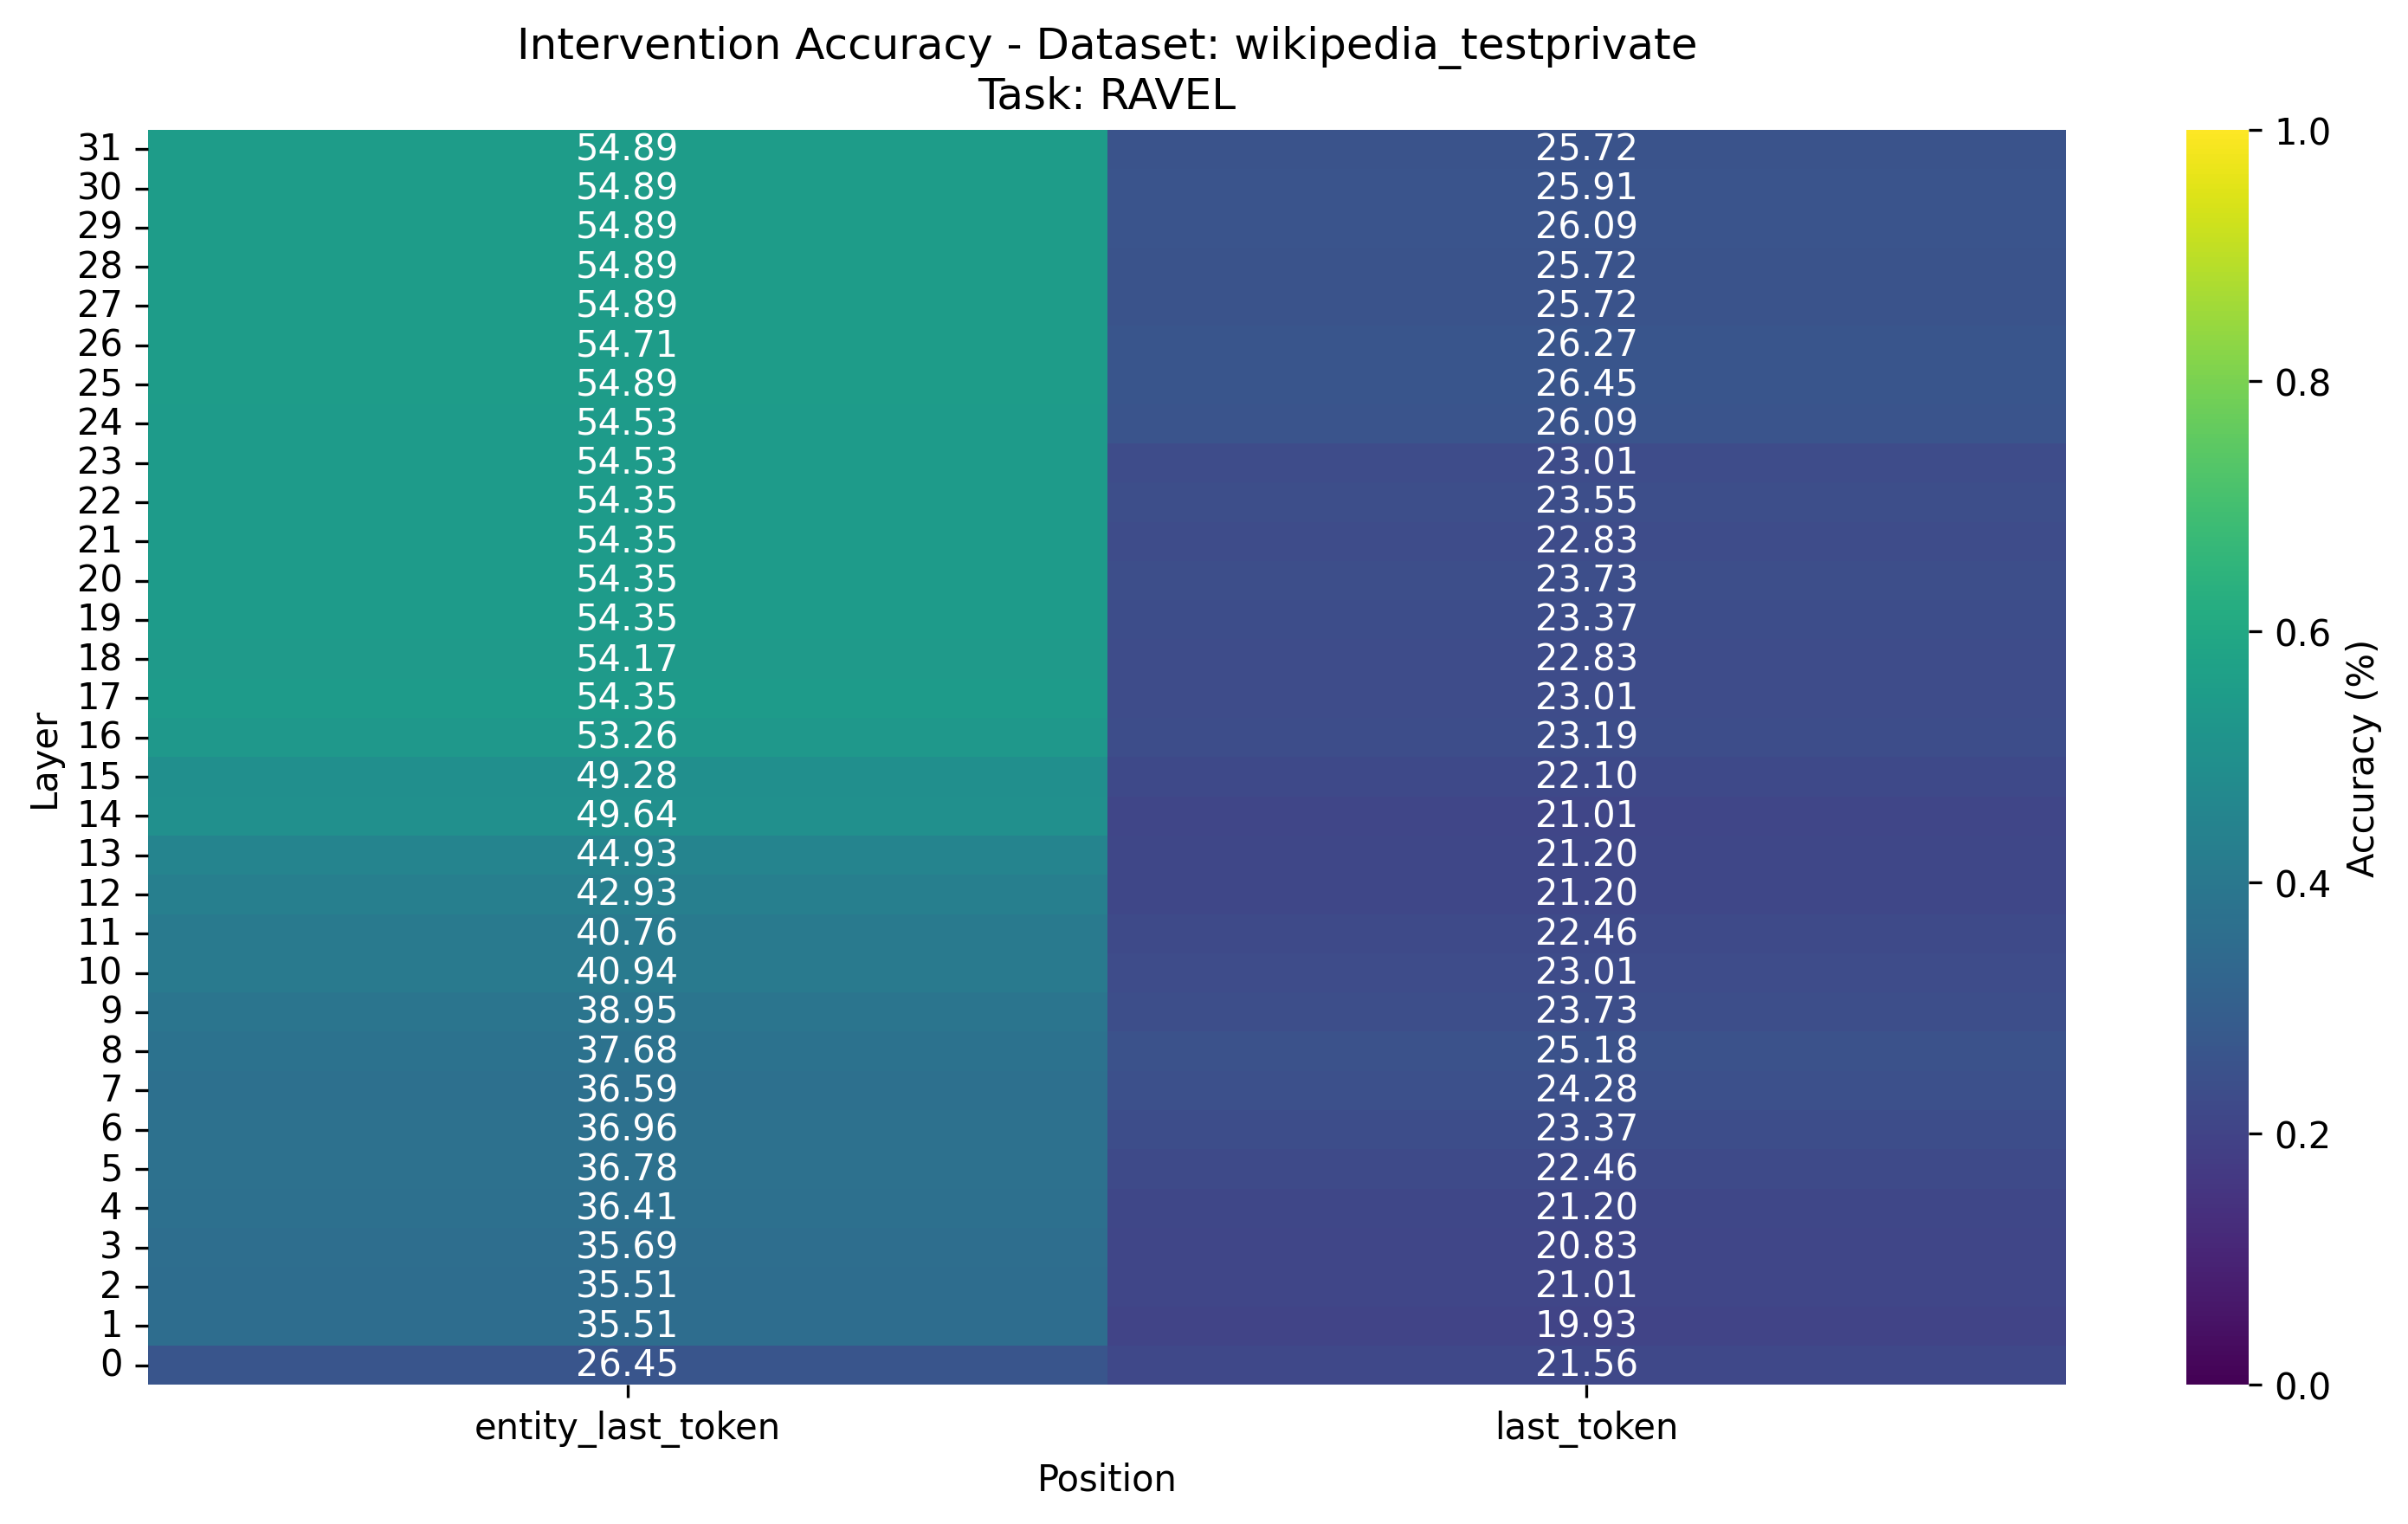 Intervention Accuracy - Dataset: wikipedia_testprivate
Task: RAVEL
31 54.89 25.72
30 54.89 25.91
29 54.89 26.09
28 54.89 25.72
27 54.89 25.72
26 54.71 26.27
25 54.89 26.45
24 54.53 26.09
23 54.53 23.01
22 54.35 23.55
21 54.35 22.83
20 54.35 23.73
19 54.35 23.37
18 54.17 22.83
17 54.35 23.01
16 53.26 23.19
15 49.28 22.10
14 49.64 21.01
13 44.93 21.20
12 42.93 21.20
11 40.76 22.46
10 40.94 23.01
9 38.95 23.73
8 37.68 25.18
7 36.59 24.28
6 36.96 23.37
5 36.78 22.46
4 36.41 21.20
3 35.69 20.83
2 35.51 21.01
1 35.51 19.93
0 26.45 21.56
entity_last_token last_token
Position
Layer
1.0
0.8
0.6
0.4
0.2
0.0
Accuracy (%)